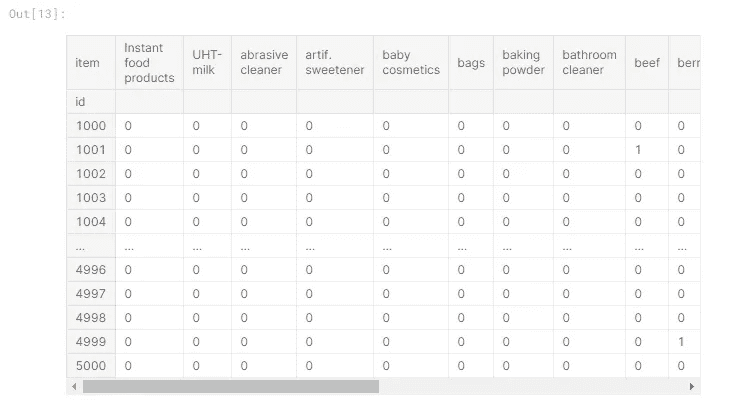 Out[13]:
item Instant food products UHT-milk abrasive cleaner artif. sweetener baby cosmetics bags baking powder bathroom cleaner beef berr
id
1000 0 0 0 0 0 0 0 0 0 0
1001 0 0 0 0 0 0 0 0 1 0
1002 0 0 0 0 0 0 0 0 0 0
1003 0 0 0 0 0 0 0 0 0 0
1004 0 0 0 0 0 0 0 0 0 0
... ... ... ... ... ... ... ... ... ... ...
4996 0 0 0 0 0 0 0 0 0 0
4997 0 0 0 0 0 0 0 0 0 0
4998 0 0 0 0 0 0 0 0 0 0
4999 0 0 0 0 0 0 0 0 0 1
5000 0 0 0 0 0 0 0 0 0 0